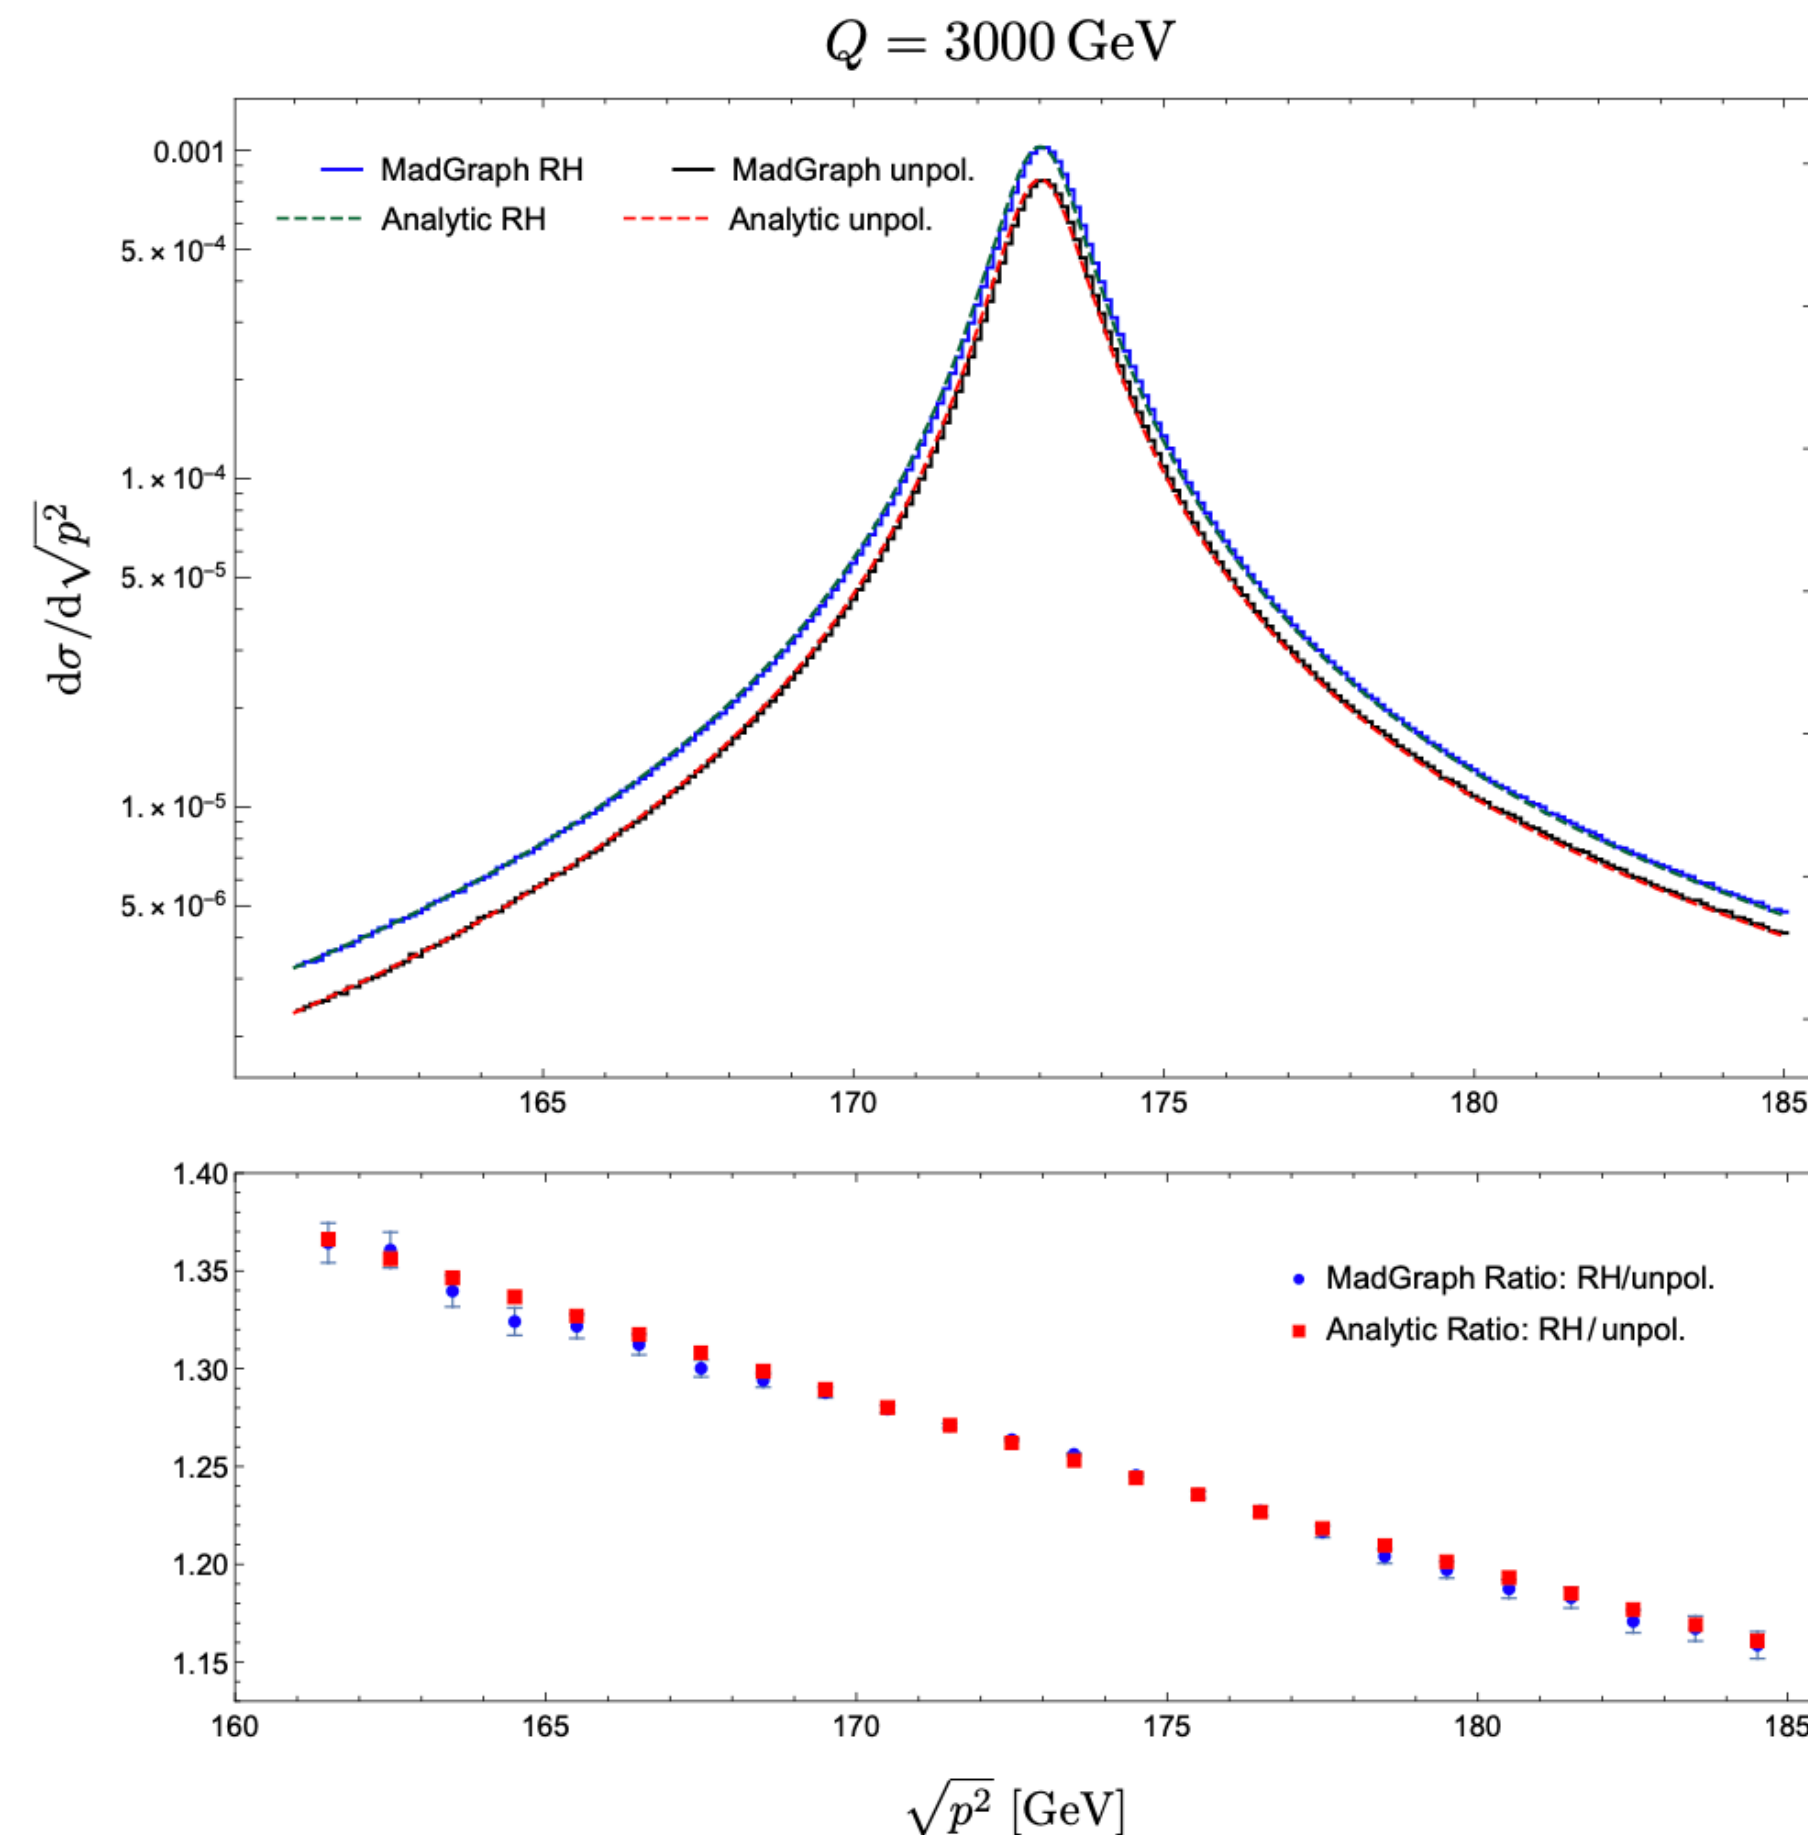 Q = 3000 GeV
0.001
5. × 10⁻⁴
1. × 10⁻⁴
5. × 10⁻⁵
1. × 10⁻⁵
5. × 10⁻⁶
dσ/d√p²
MadGraph RH
MadGraph unpol.
Analytic RH
Analytic unpol.
165 170 175 180 185
1.40
1.35
1.30
1.25
1.20
1.15
MadGraph Ratio: RH/unpol.
Analytic Ratio: RH/unpol.
160 165 170 175 180 185
√p² [GeV]